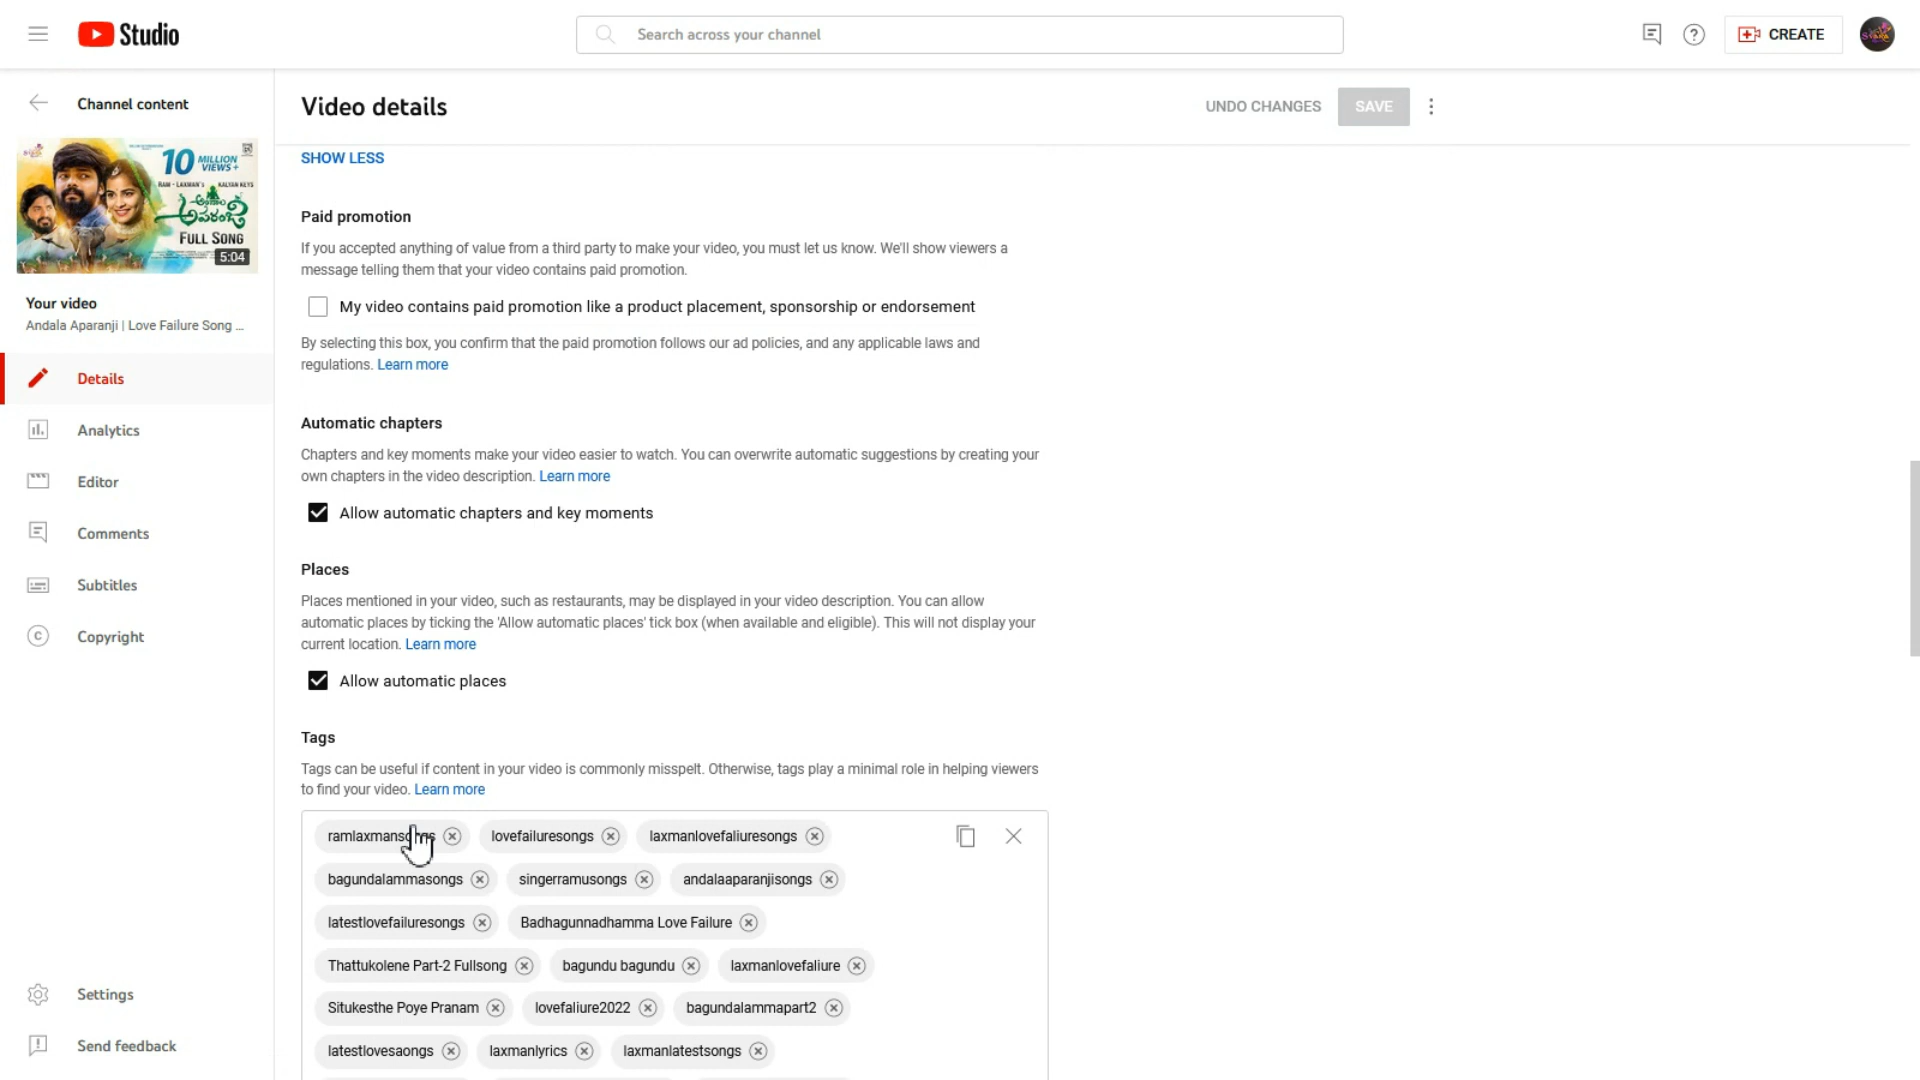 Studio
Search across your channel
CREATE
Channel content
Video details
UNDO CHANGES
SAVE
SHOW LESS
10 MILLION
VIEWS+
RAM - LAXMAN's
KALYAN KEYS
అందాల
అపరంజి
FULL SONG
5:04
Your video
Andala Aparanji | Love Failure Song ...
Details
Analytics
Editor
Comments
Subtitles
Copyright
Settings
Send feedback
Paid promotion
If you accepted anything of value from a third party to make your video, you must let us know. We'll show viewers a
message telling them that your video contains paid promotion.
My video contains paid promotion like a product placement, sponsorship or endorsement
By selecting this box, you confirm that the paid promotion follows our ad policies, and any applicable laws and
regulations. Learn more
Automatic chapters
Chapters and key moments make your video easier to watch. You can overwrite automatic suggestions by creating your
own chapters in the video description. Learn more
Allow automatic chapters and key moments
Places
Places mentioned in your video, such as restaurants, may be displayed in your video description. You can allow
automatic places by ticking the 'Allow automatic places' tick box (when available and eligible). This will not display your
current location. Learn more
Allow automatic places
Tags
Tags can be useful if content in your video is commonly misspelt. Otherwise, tags play a minimal role in helping viewers
to find your video. Learn more
lovefailuresongs laxmanlovefaliuresongs
bagundalammasongs singerramusongs andalaaparanjisongs
latestlovefailuresongs Badhagunnadhamma Love Failure
Thattukolene Part-2 Fullsong bagundu bagundu laxmanlovefaliure
Situkesthe Poye Pranam lovefaliure2022 bagundalammapart2
latestlovesaongs laxmanlyrics laxmanlatestsongs